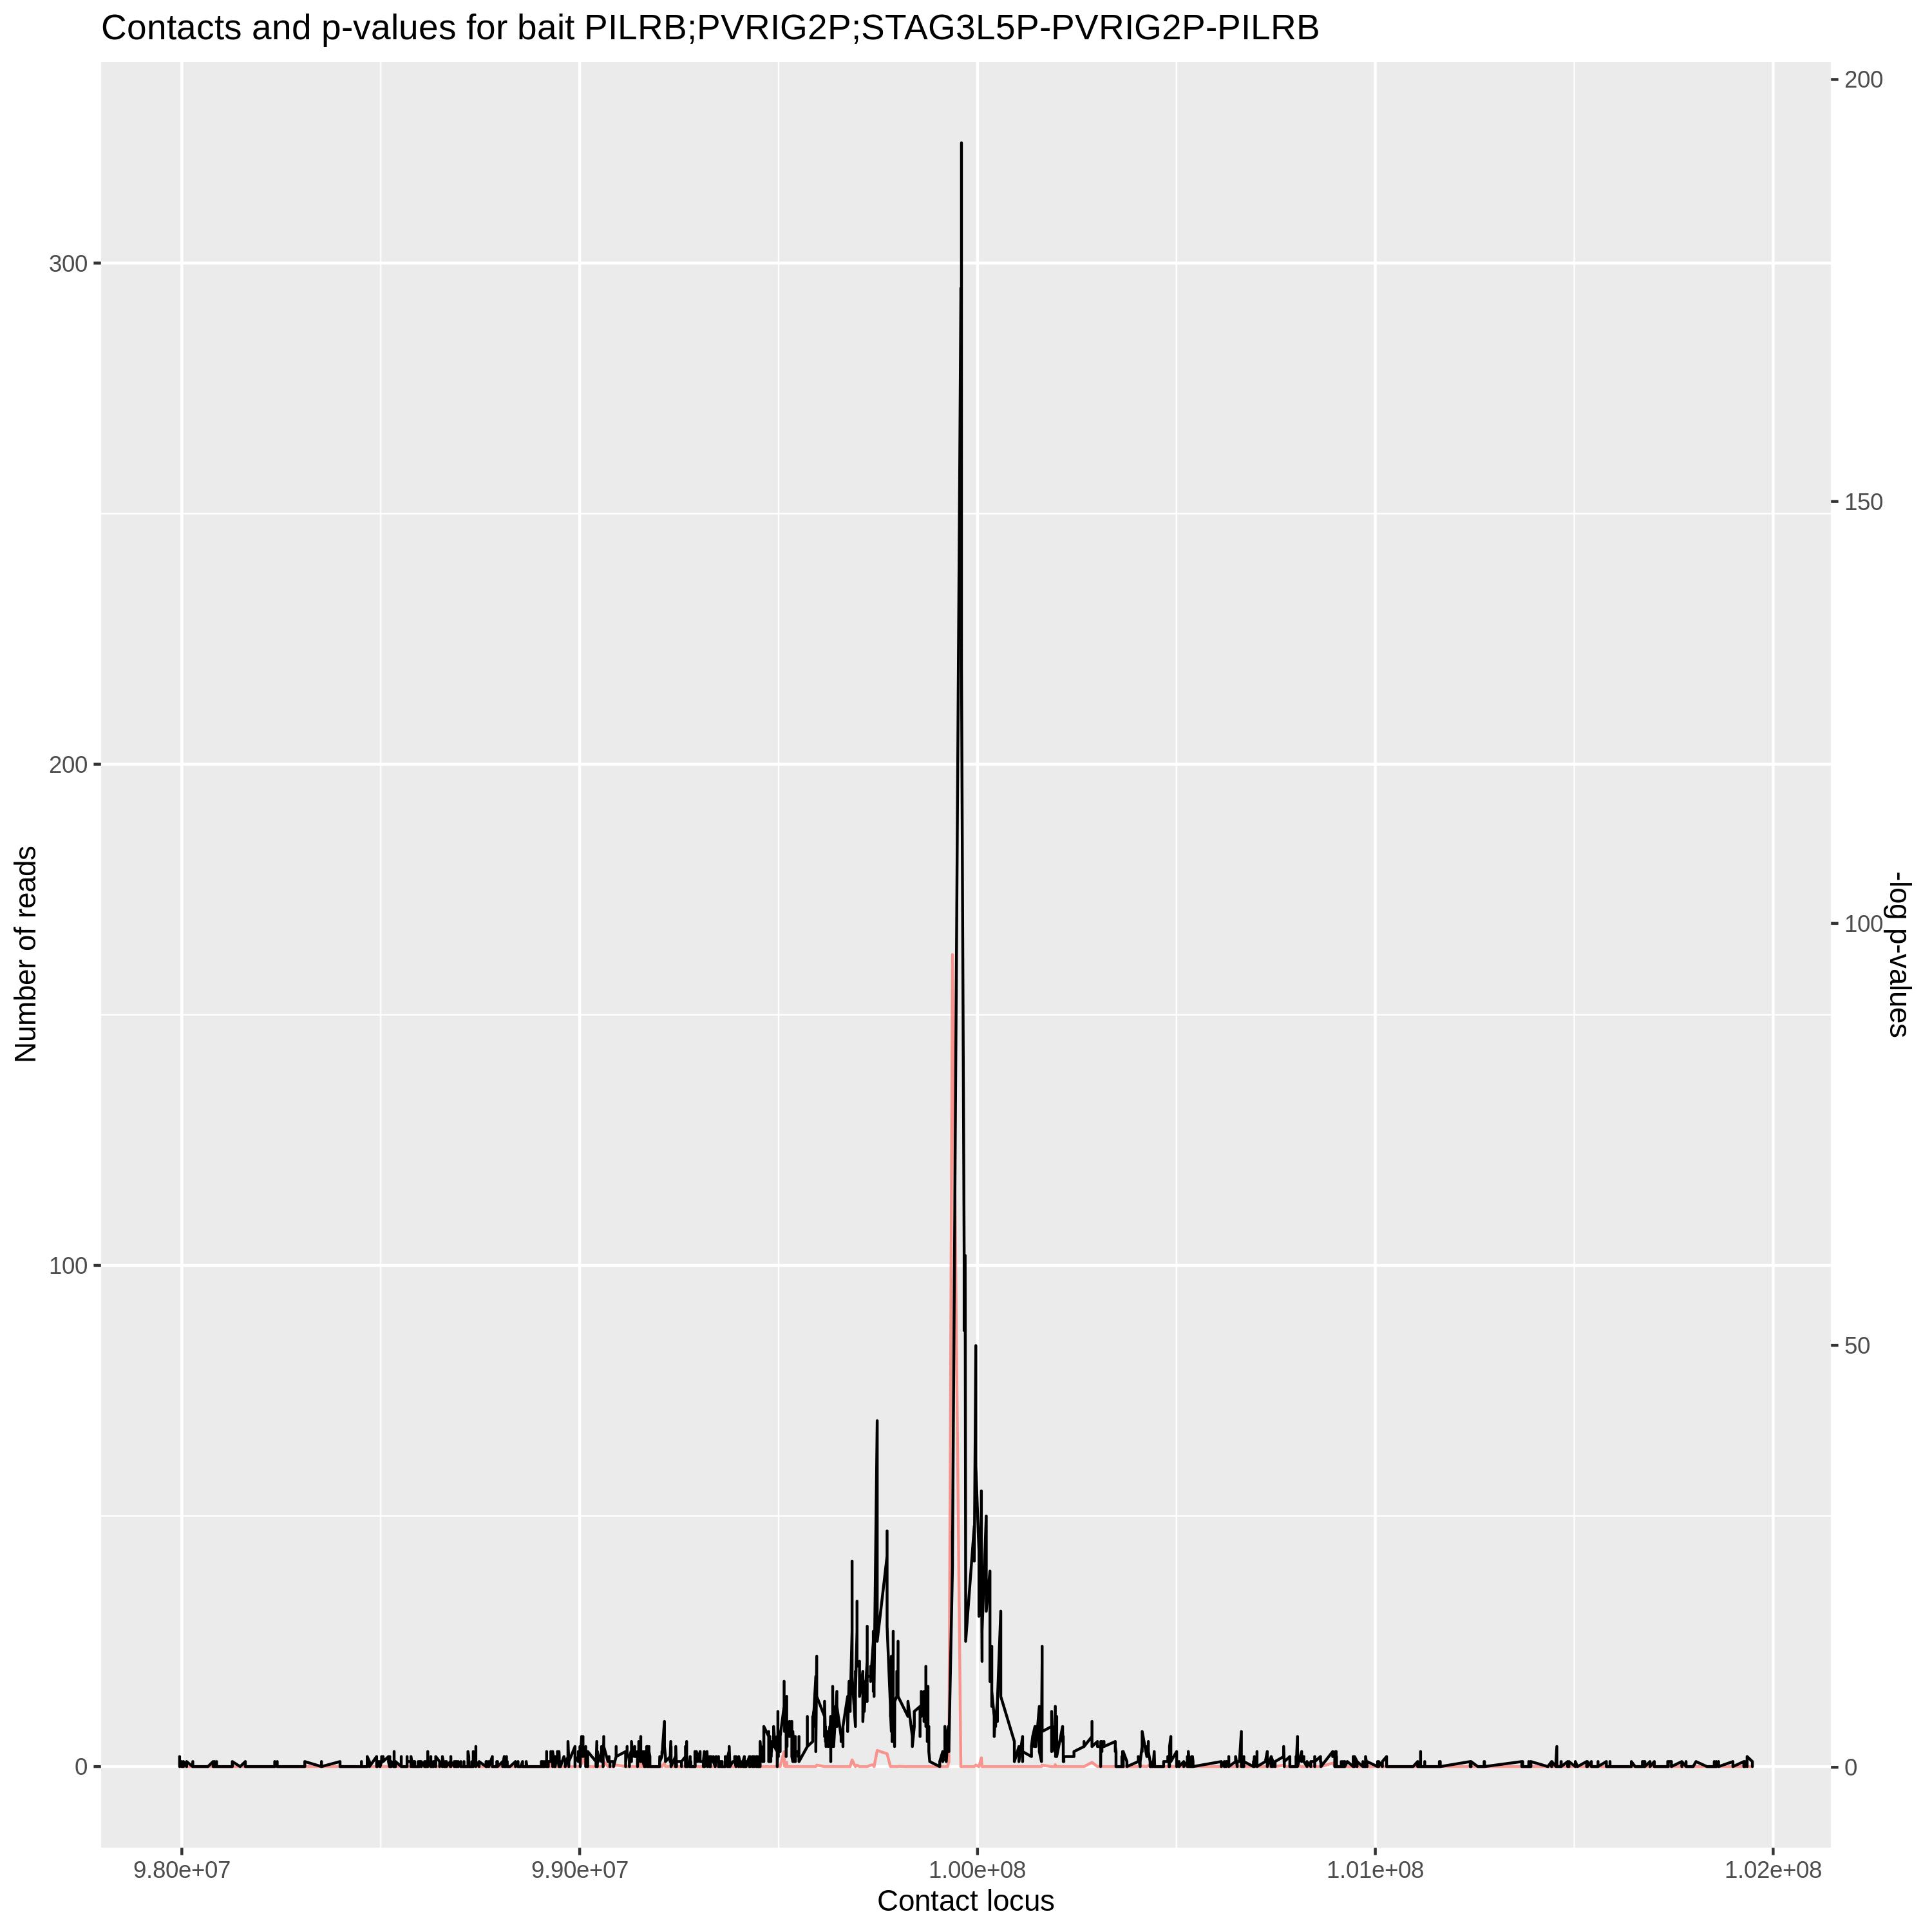 Contacts and p-values for bait PILRB;PVRIG2P;STAG3L5P-PVRIG2P-PILRB
Number of reads
300
200
100
0
200
150
100
50
0
-log p-values
9.80e+07 9.90e+07 1.00e+08 1.01e+08 1.02e+08
Contact locus